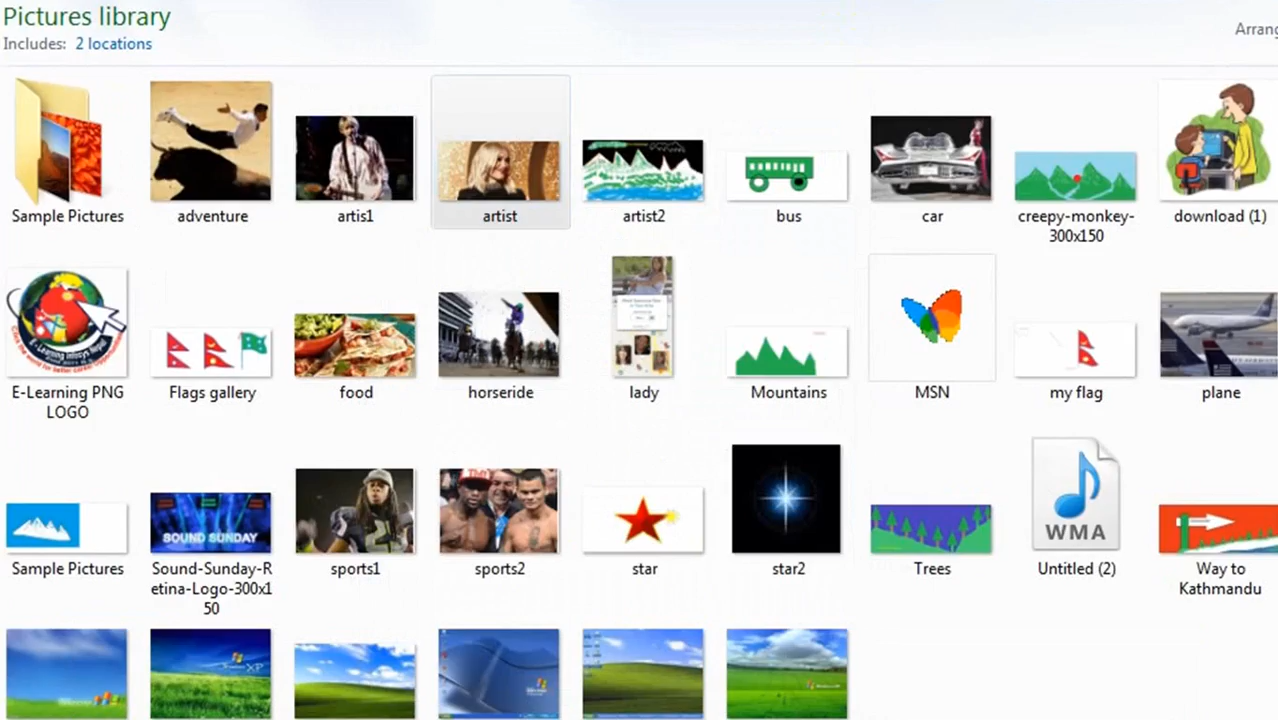 Pictures library
Includes: 2 locations
Arrang
Sample Pictures
adventure
artis1
artist
artist2
bus
car
creepy-monkey-
300x150
download (1)
E-Learning PNG
LOGO
Flags gallery
food
horseride
lady
Mountains
MSN
my flag
plane
SOUND SUNDAY
WMA
Sample Pictures
Sound-Sunday-R
etina-Logo-300x1
50
sports1
sports2
star
star2
Trees
Untitled (2)
Way to
Kathmandu